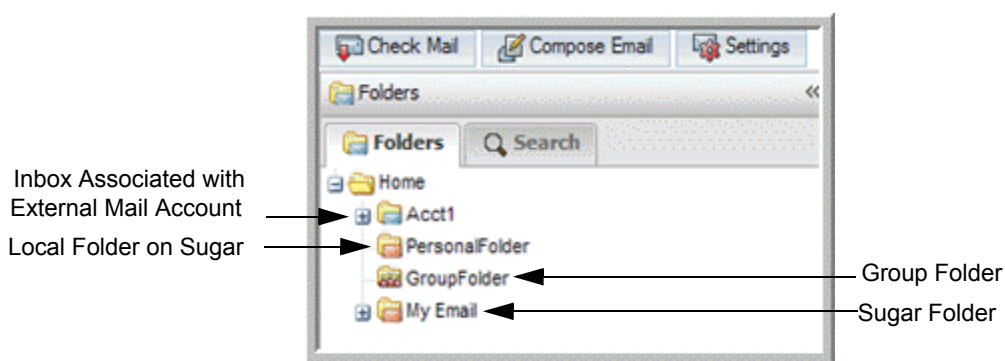 Check Mail Compose Email Settings
Folders «
Folders Search
Home
Inbox Associated with
External Mail Account
Acct1
Local Folder on Sugar
PersonalFolder
GroupFolder
Group Folder
My Email
Sugar Folder